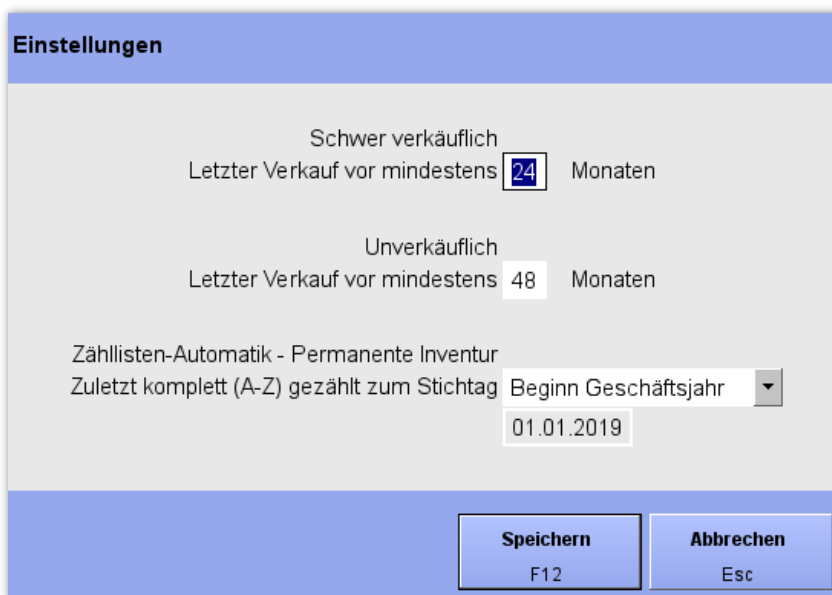 Einstellungen
Schwer verkäuflich
Letzter Verkauf vor mindestens 24 Monaten
Unverkäuflich
Letzter Verkauf vor mindestens 48 Monaten
Zähllisten-Automatik - Permanente Inventur
Zuletzt komplett (A-Z) gezählt zum Stichtag Beginn Geschäftsjahr
01.01.2019
Speichern Abbrechen
F12 Esc